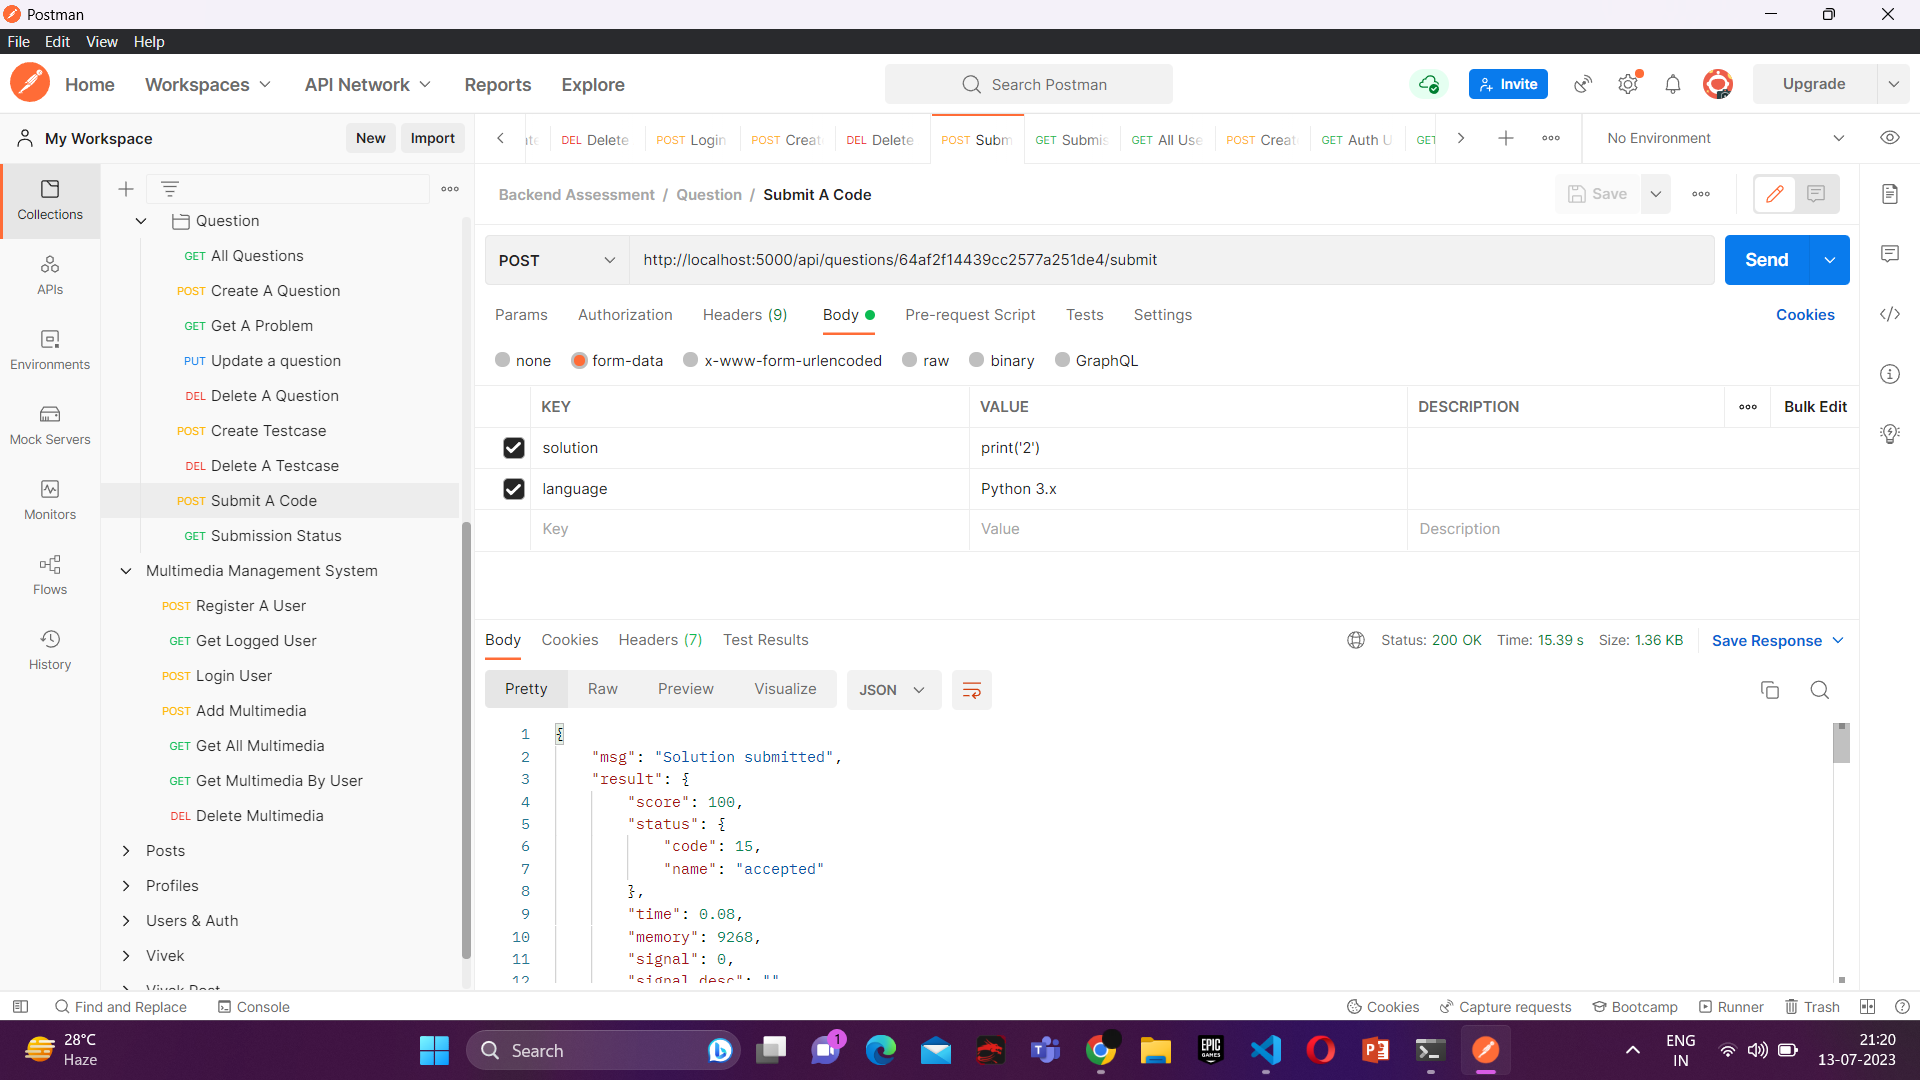 Postman
File Edit View Help
Home Workspaces API Network Reports Explore Search Postman Invite Upgrade
My Workspace New Import
DEL Delete POST Login POST Creat DEL Delete POST Subm GET Submis GET All Use POST Creat GET Auth U GET No Environment
Backend Assessment / Question / Submit A Code Save
POST http://localhost:5000/api/questions/64af2f14439cc2577a251de4/submit Send
Params Authorization Headers (9) Body Pre-request Script Tests Settings Cookies
none form-data x-www-form-urlencoded raw binary GraphQL
KEY VALUE DESCRIPTION Bulk Edit
solution print('2')
language Python 3.x
Key Value Description
Collections
APIs
Environments
Mock Servers
Monitors
Flows
History
Question
GET All Questions
POST Create A Question
GET Get A Problem
PUT Update a question
DEL Delete A Question
POST Create Testcase
DEL Delete A Testcase
POST Submit A Code
GET Submission Status
Multimedia Management System
POST Register A User
GET Get Logged User
POST Login User
POST Add Multimedia
GET Get All Multimedia
GET Get Multimedia By User
DEL Delete Multimedia
Posts
Profiles
Users & Auth
Vivek
Vivek Post
Body Cookies Headers (7) Test Results Status: 200 OK Time: 15.39 s Size: 1.36 KB Save Response
Pretty Raw Preview Visualize JSON
1 {
2 "msg": "Solution submitted",
3 "result": {
4 "score": 100,
5 "status": {
6 "code": 15,
7 "name": "accepted"
8 },
9 "time": 0.08,
10 "memory": 9268,
11 "signal": 0,
12 "signal_desc": ""
Find and Replace Console Cookies Capture requests Bootcamp Runner Trash
28°C
Haze
Search
1
EPIC GAMES
ENG
IN
21:20
13-07-2023